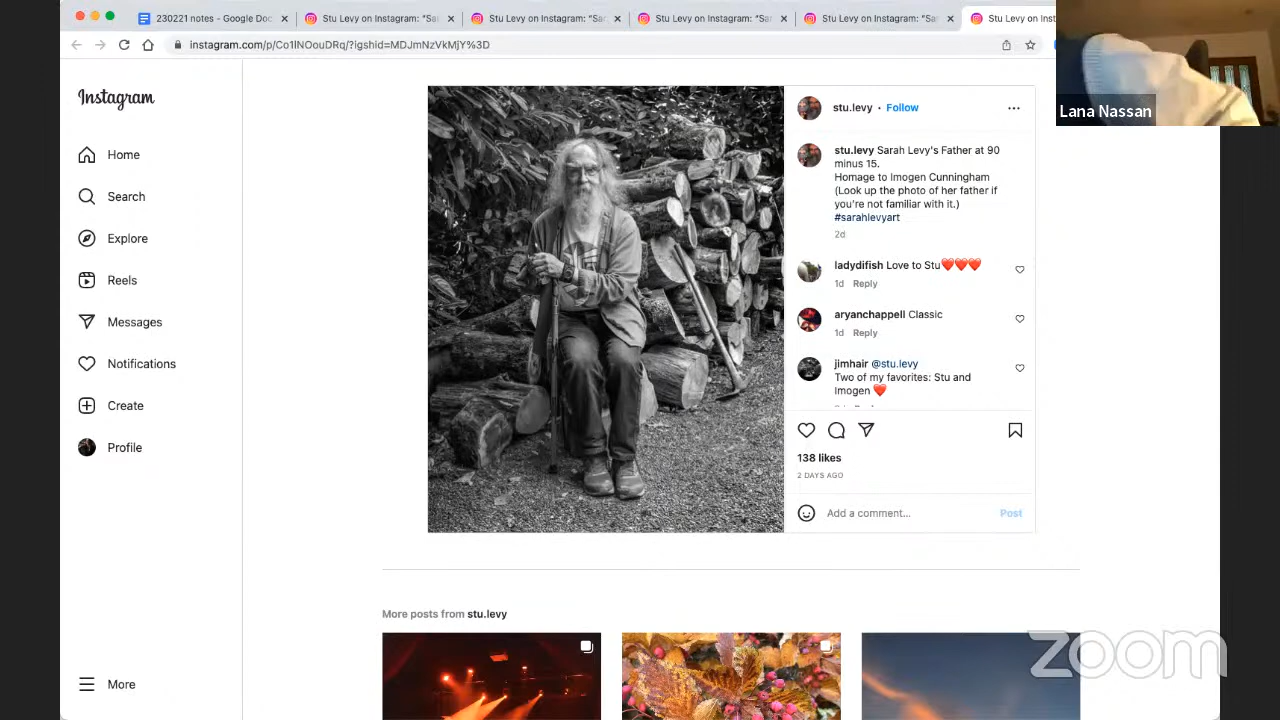 230221 notes - Google Doc
Stu Levy on Instagram: "Sar
Stu Levy on Instagram: "Sar
Stu Levy on Instagram: "Sar
Stu Levy on Instagram: "Sar
Stu Levy on Inst
instagram.com/p/Co1lNOouDRq/?igshid=MDJmNzVkMjY%3D
Lana Nassan
Instagram
Home
Search
Explore
Reels
Messages
Notifications
Create
Profile
More
stu.levy • Follow
stu.levy Sarah Levy's Father at 90
minus 15.
Homage to Imogen Cunningham
(Look up the photo of her father if
you're not familiar with it.)
#sarahlevyart
2d
ladydifish Love to Stu❤️❤️❤️
1d Reply
aryanchappell Classic
1d Reply
jimhair @stu.levy
Two of my favorites: Stu and
Imogen ❤️
138 likes
2 DAYS AGO
Add a comment...
Post
More posts from stu.levy
zoom